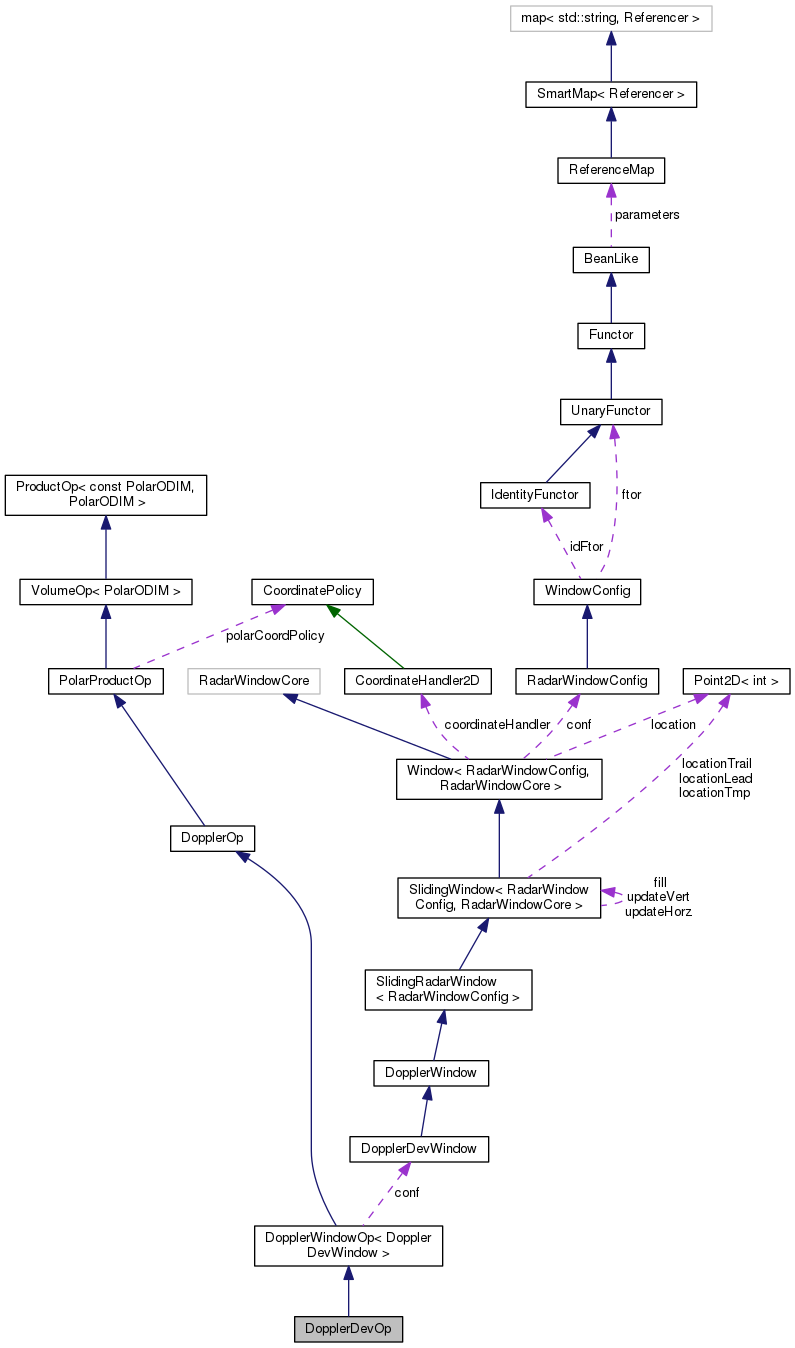 map< std::string, Referencer >
SmartMap< Referencer >
ReferenceMap
parameters
BeanLike
Functor
UnaryFunctor
ProductOp< const PolarODIM,
PolarODIM >
IdentityFunctor
ftor
idFtor
VolumeOp< PolarODIM >
CoordinatePolicy
WindowConfig
polarCoordPolicy
PolarProductOp
RadarWindowCore
CoordinateHandler2D
RadarWindowConfig
Point2D< int >
coordinateHandler
conf
location
Window< RadarWindowConfig,
RadarWindowCore >
locationTrail
locationLead
locationTmp
DopplerOp
SlidingWindow< RadarWindow
Config, RadarWindowCore >
fill
updateVert
updateHorz
SlidingRadarWindow
< RadarWindowConfig >
DopplerWindow
DopplerDevWindow
conf
DopplerWindowOp< Doppler
DevWindow >
DopplerDevOp